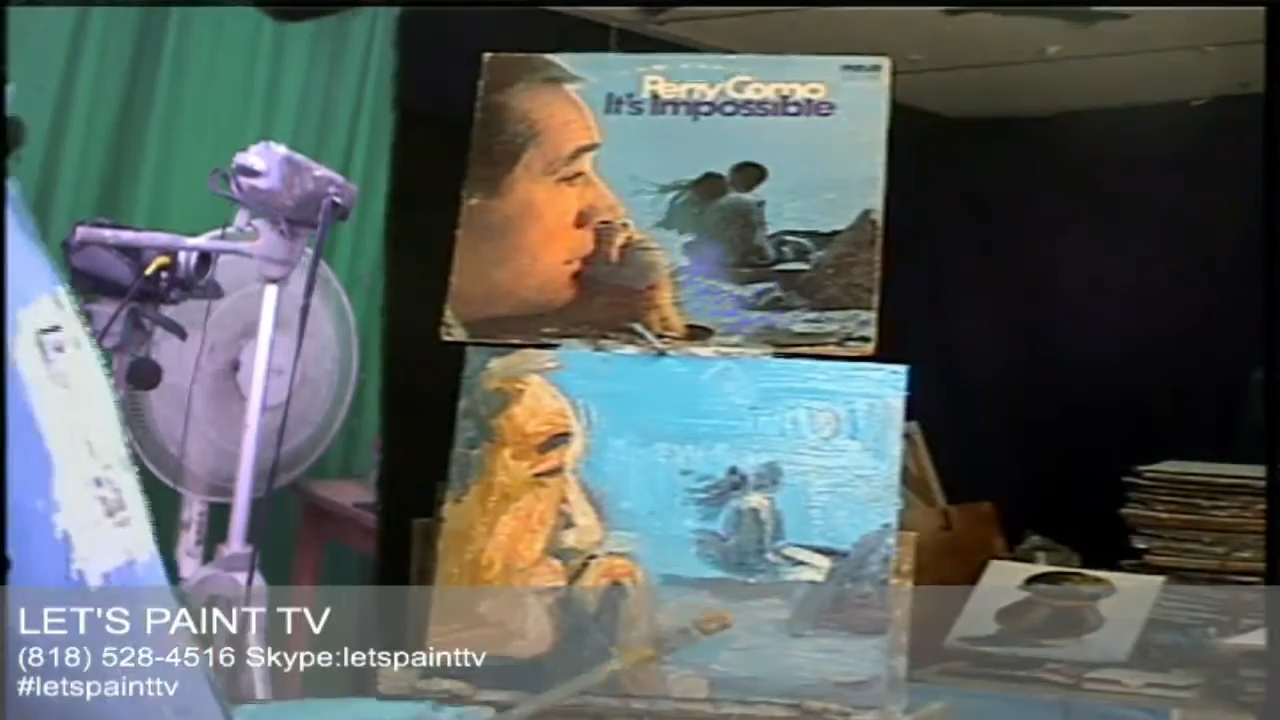 Perry Como
It's Impossible
LET'S PAINT TV
(818) 528-4516 Skype:letspainttv
#letspainttv